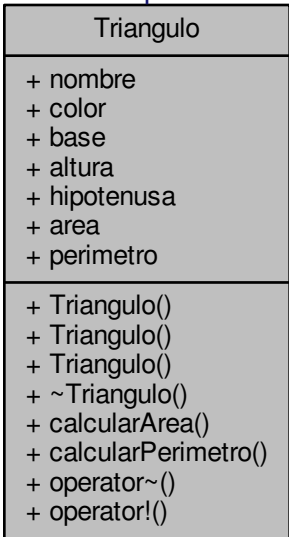 Triangulo
+ nombre
+ color
+ base
+ altura
+ hipotenusa
+ area
+ perimetro
+ Triangulo()
+ Triangulo()
+ Triangulo()
+ ~Triangulo()
+ calcularArea()
+ calcularPerimetro()
+ operator~()
+ operator!()